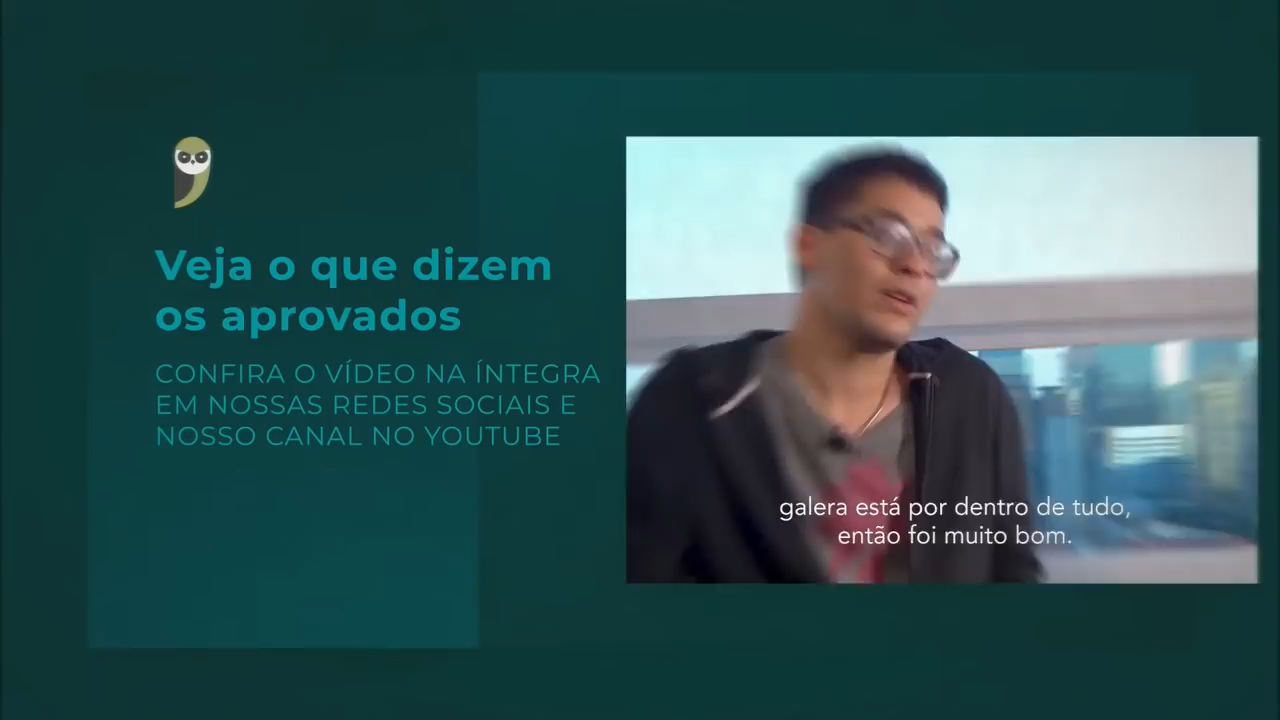 Veja o que dizem
os aprovados
CONFIRA O VÍDEO NA ÍNTEGRA
EM NOSSAS REDES SOCIAIS E
NOSSO CANAL NO YOUTUBE
galera está por dentro de tudo,
então foi muito bom.